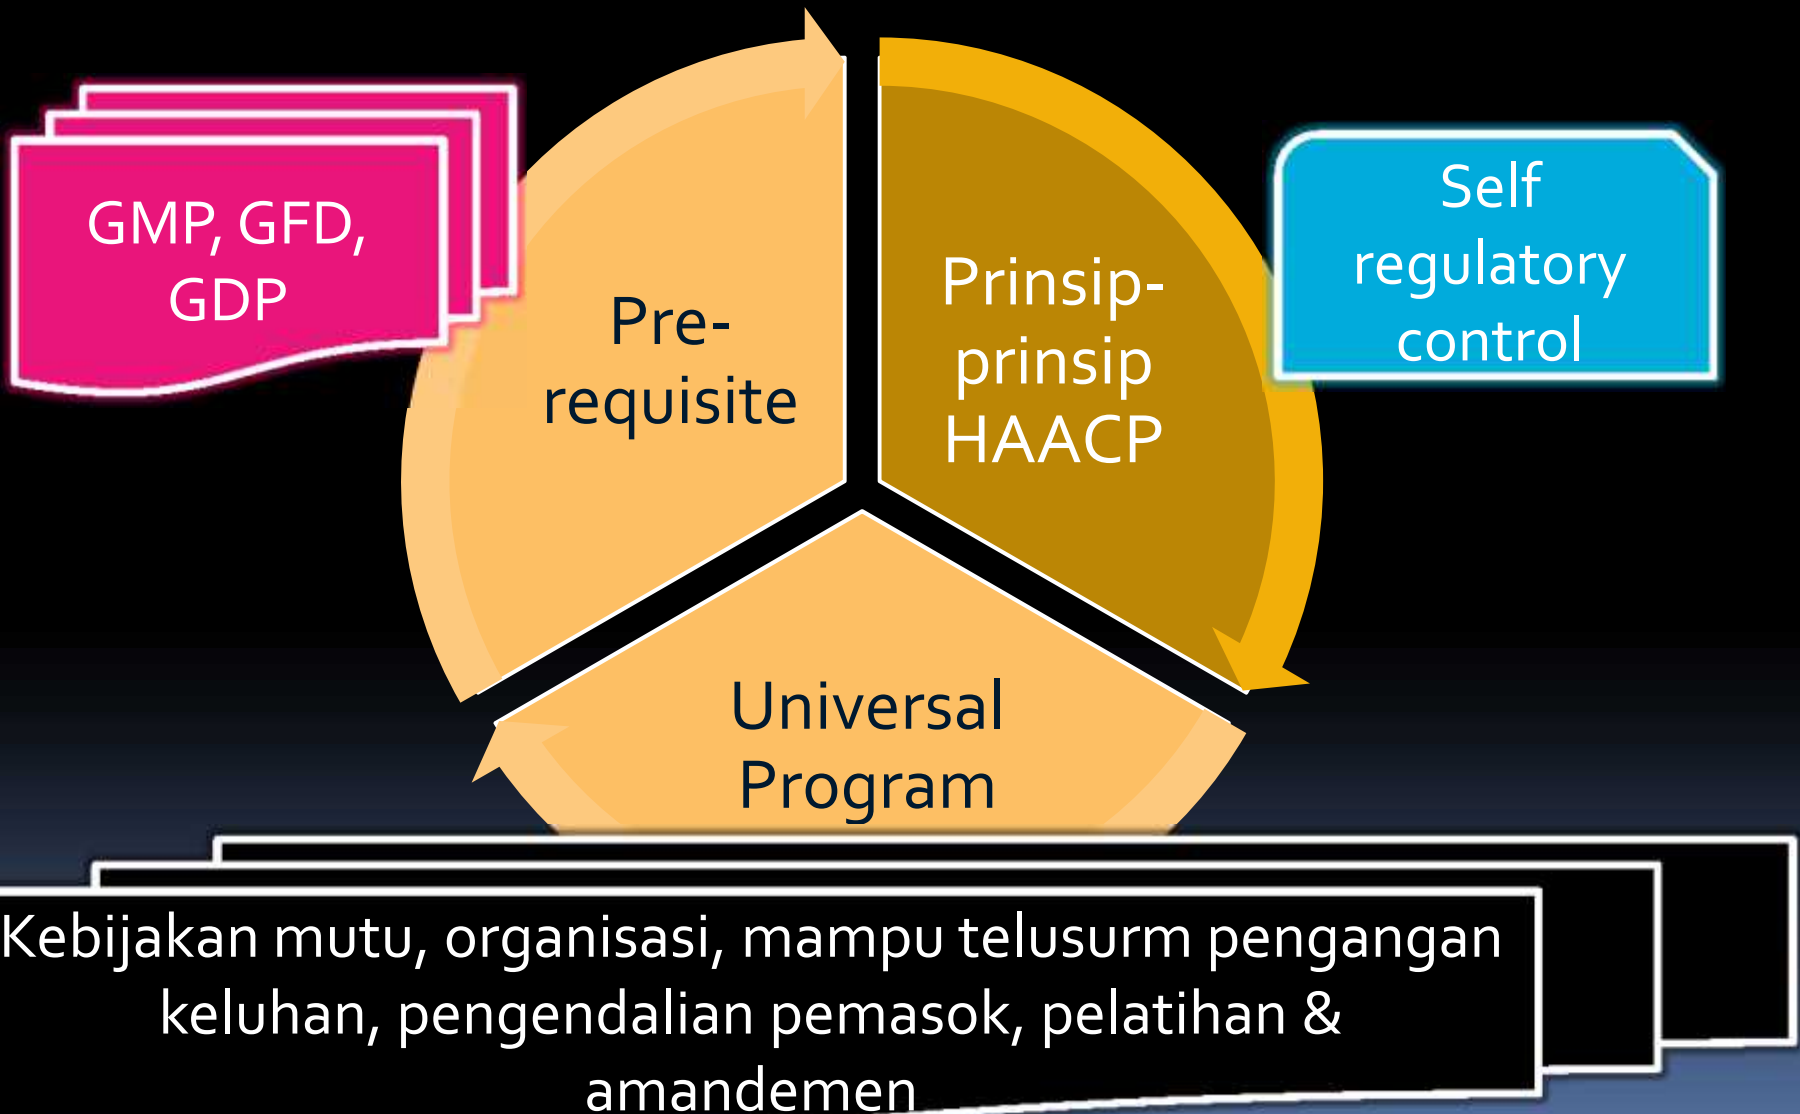 GMP, GFD,
GDP
Pre-
requisite
Prinsip-
prinsip
HAACP
Self
regulatory
control
Universal
Program
Kebijakan mutu, organisasi, mampu telusurm pengangan
keluhan, pengendalian pemasok, pelatihan &
amandemen